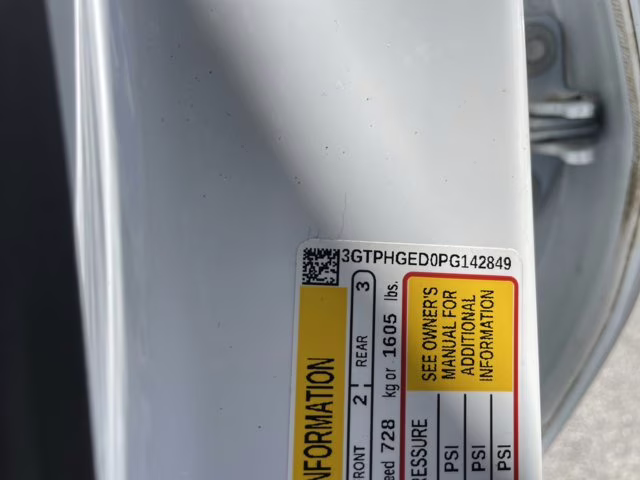 3GTPHGED0PG142849
NFORMATION
RONT 2 REAR 3
eed 728 kg or 1605 lbs.
SEE OWNER'S
MANUAL FOR
ADDITIONAL
INFORMATION
RESSURE
PSI
PSI
PSI